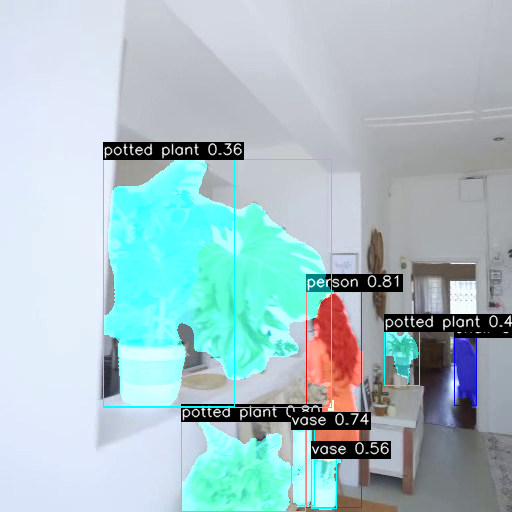 potted plant 0.36
person 0.81
potted plant 0.4
potted plant 0.80
vase 0.74
vase 0.56